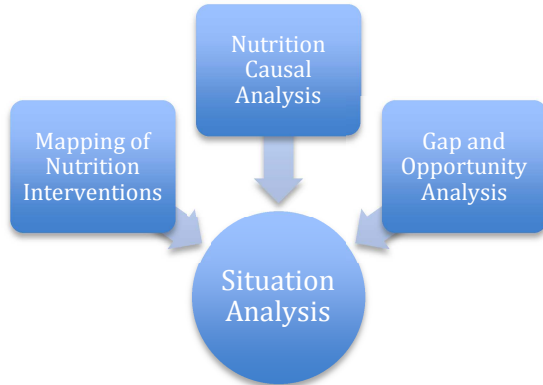 Nutrition
Causal
Analysis
Mapping of
Nutrition
Interventions
Gap and
Opportunity
Analysis
Situation
Analysis